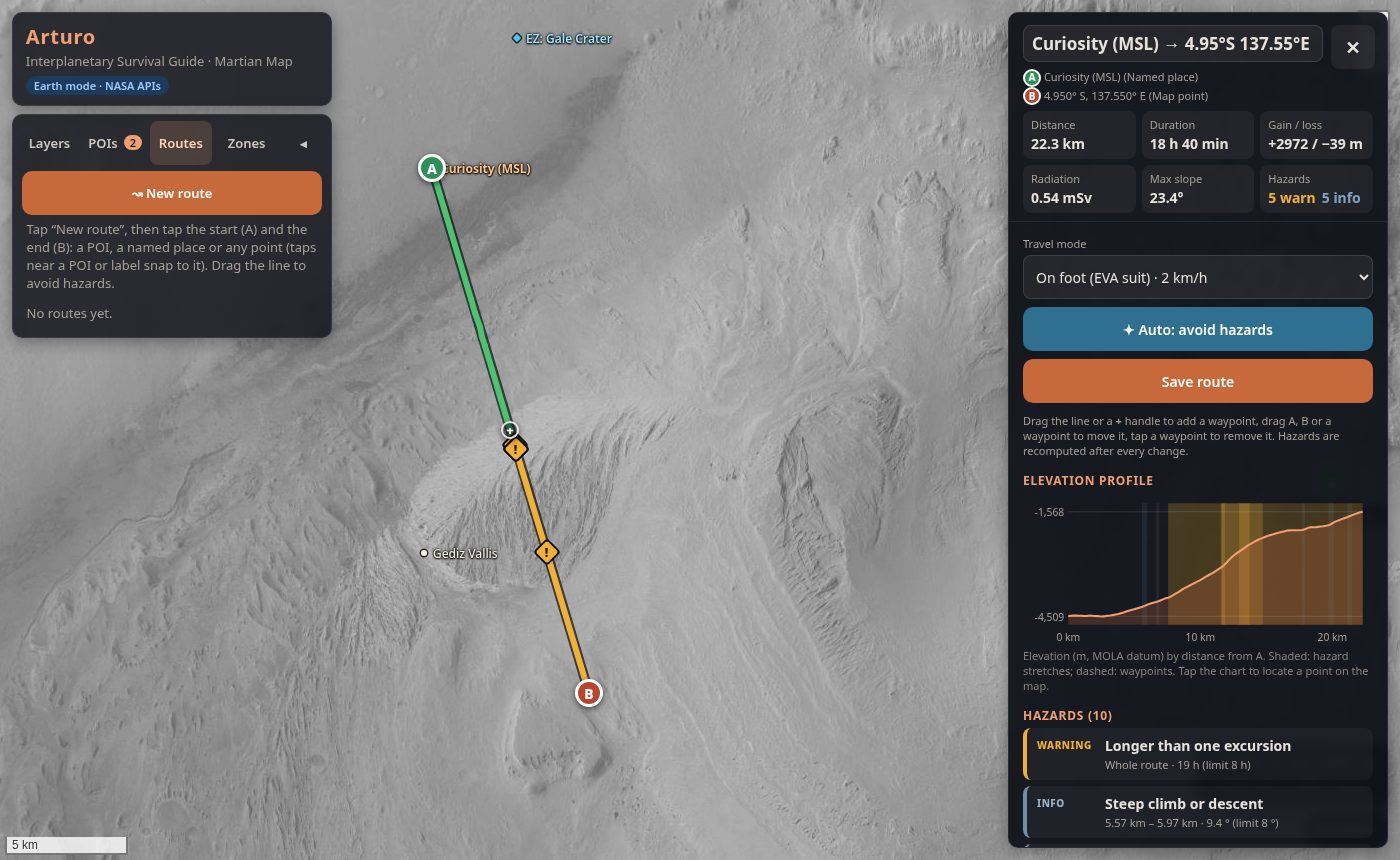 Arturo
Interplanetary Survival Guide · Martian Map
Earth mode · NASA APIs
Layers
POIs 2
Routes
Zones
◂
↝ New route
Tap “New route”, then tap the start (A) and the
end (B): a POI, a named place or any point (taps
near a POI or label snap to it). Drag the line to
avoid hazards.
No routes yet.
EZ: Gale Crater
A
Curiosity (MSL)
+
!
Gediz Vallis
!
B
5 km
Curiosity (MSL) → 4.95°S 137.55°E
✕
A Curiosity (MSL) (Named place)
B 4.950° S, 137.550° E (Map point)
Distance
22.3 km
Duration
18 h 40 min
Gain / loss
+2972 / −39 m
Radiation
0.54 mSv
Max slope
23.4°
Hazards
5 warn 5 info
Travel mode
On foot (EVA suit) · 2 km/h
✦ Auto: avoid hazards
Save route
Drag the line or a + handle to add a waypoint, drag A, B or a
waypoint to move it, tap a waypoint to remove it. Hazards are
recomputed after every change.
ELEVATION PROFILE
-1,568
-4,509
0 km
10 km
20 km
Elevation (m, MOLA datum) by distance from A. Shaded: hazard
stretches; dashed: waypoints. Tap the chart to locate a point on the
map.
HAZARDS (10)
WARNING
Longer than one excursion
Whole route · 19 h (limit 8 h)
INFO
Steep climb or descent
5.57 km – 5.97 km · 9.4 ° (limit 8 °)